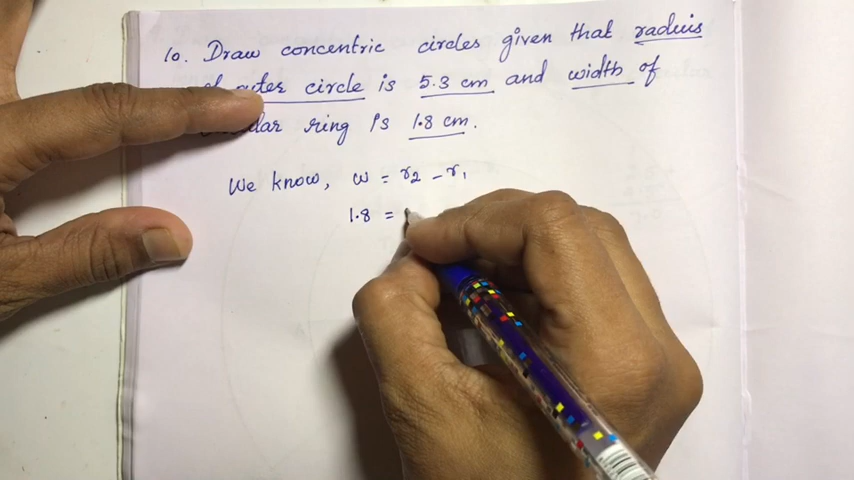 10. Draw concentric circles given that radius
outer circle is 5.3 cm and width of
ring is 1.8 cm.
We know, w = r2 - r1
1.8 =